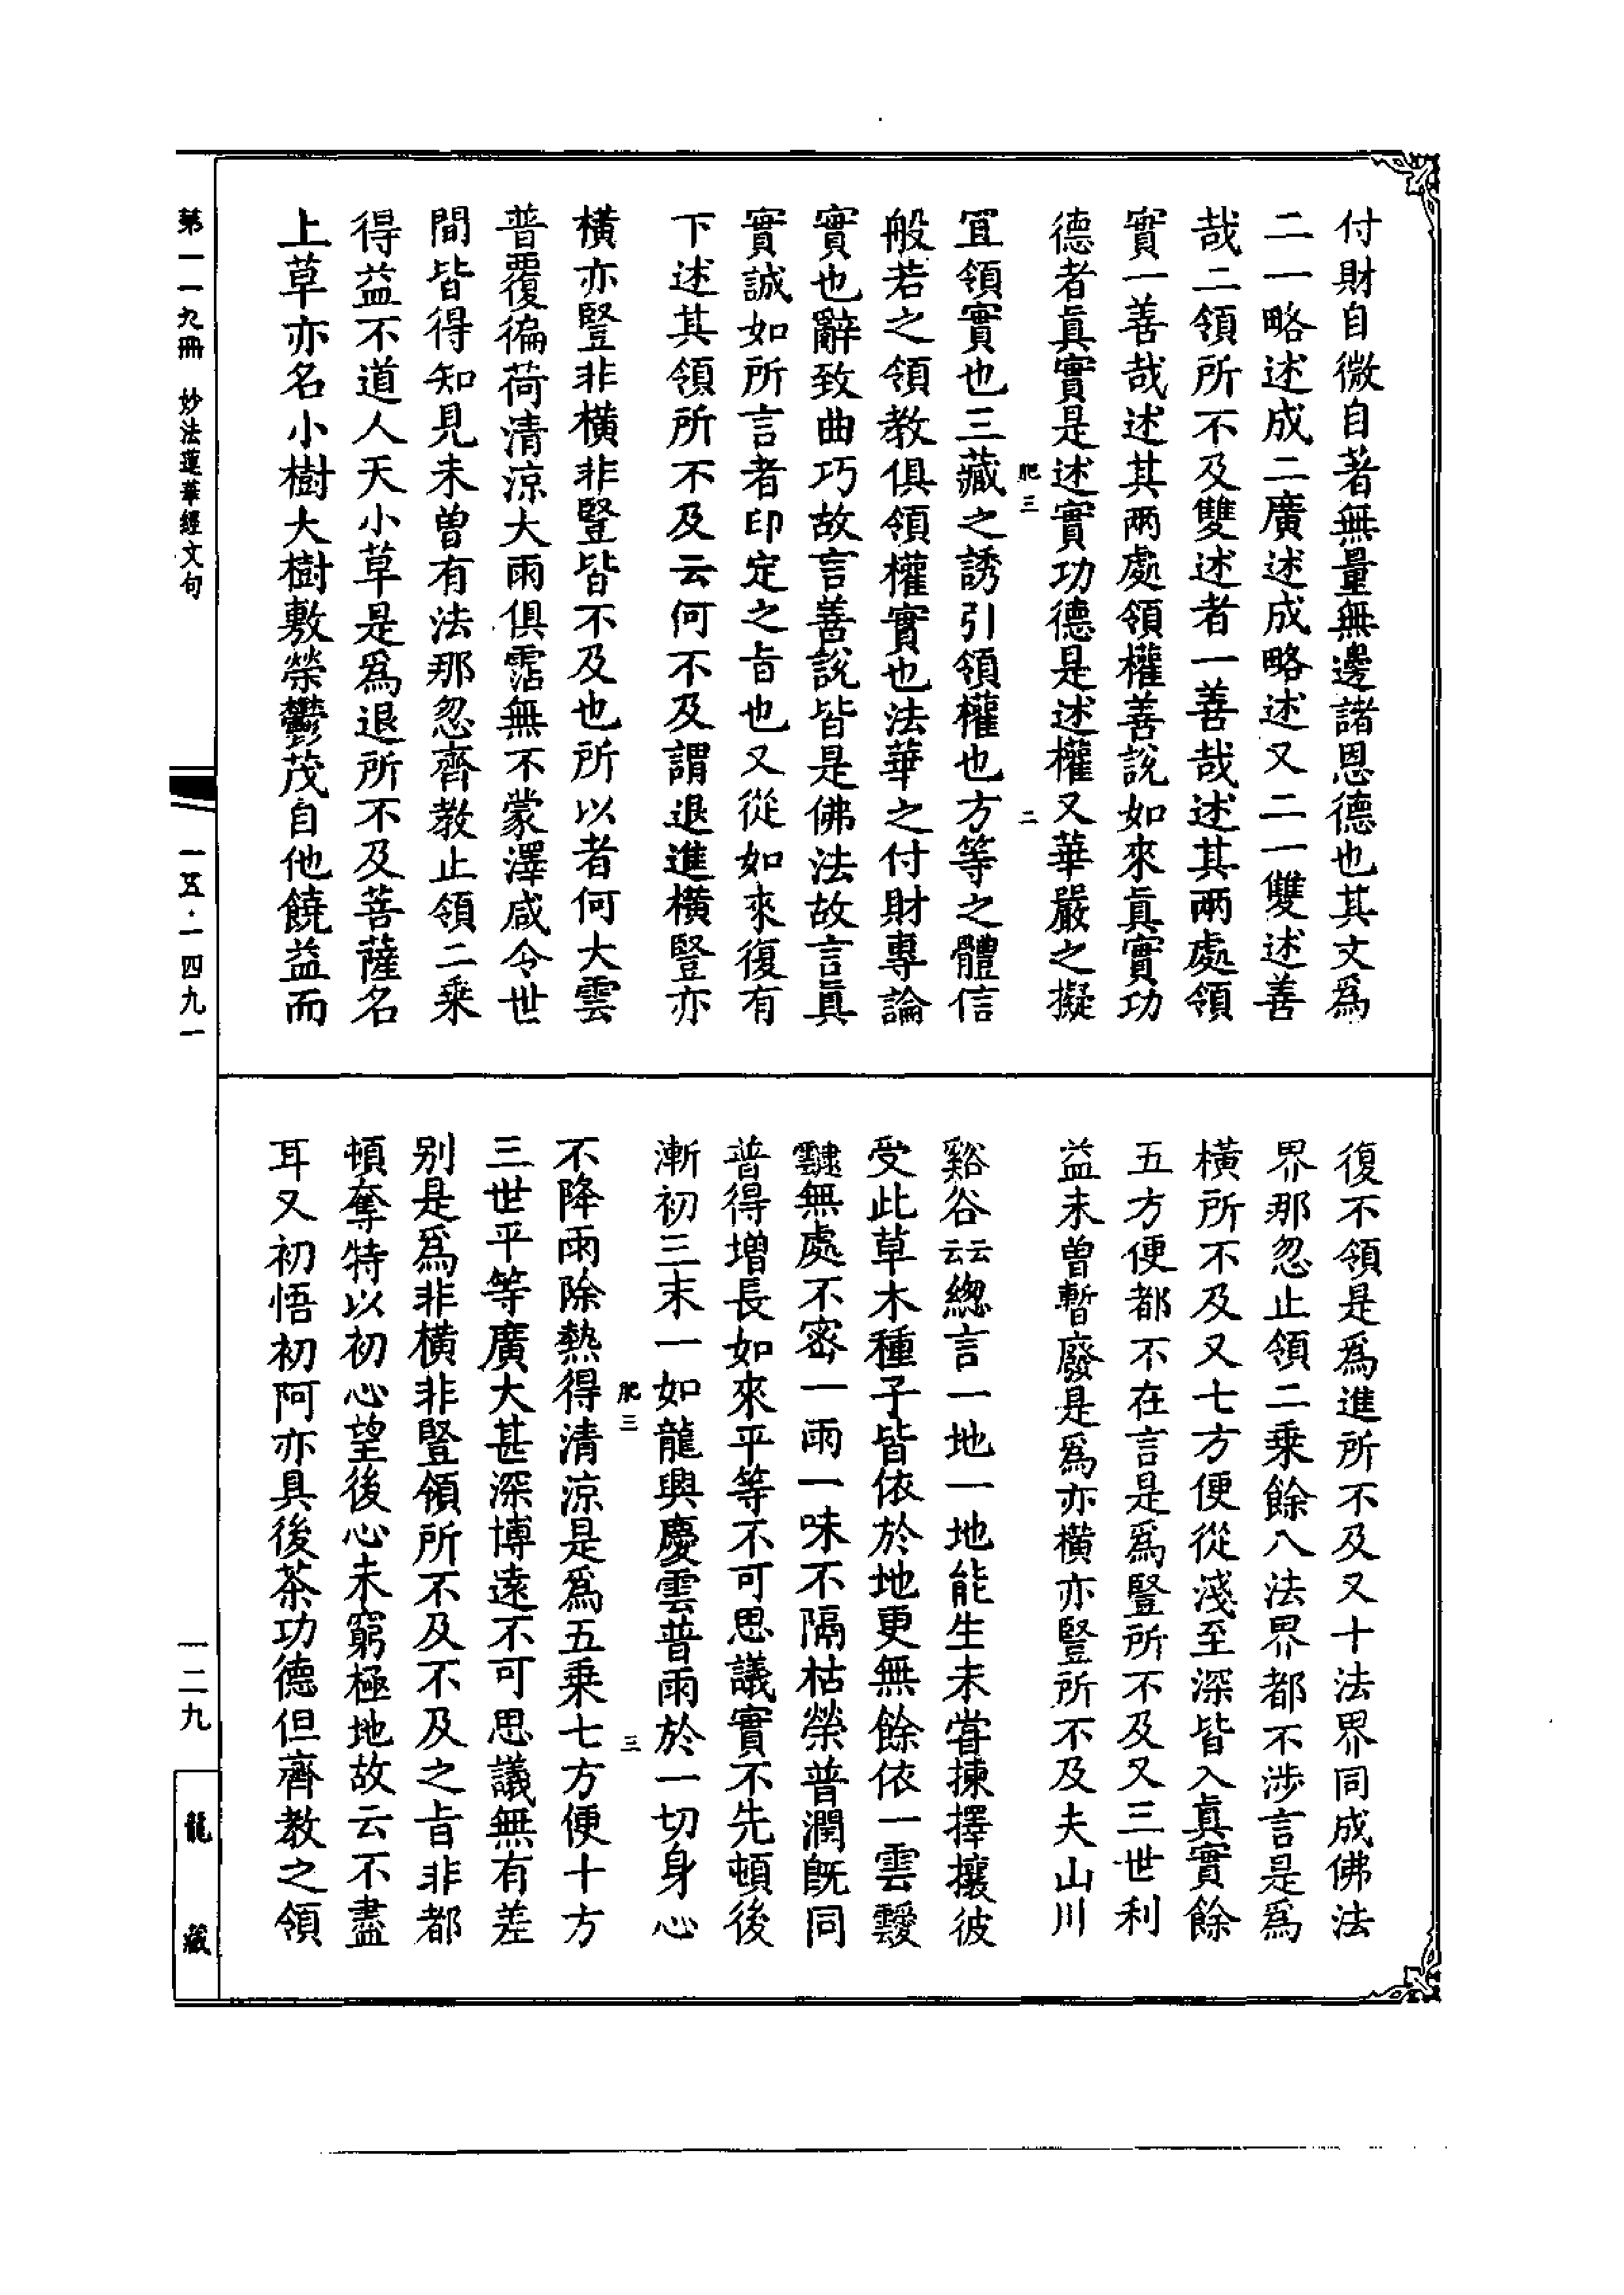 付財自微自著無量無邊諸恩德也其文爲
二一略述成二廣述成略述又二一雙述善
哉二領所不及雙述者一善哉述其兩處領
實一善哉述其兩處領權善說如來眞實功
德者眞實是述實功德是述權又華嚴之擬
肥三
二
宜領實也三藏之誘引領權也方等之體信
般若之領教俱領權實也法華之付財專論
實也辭致曲巧故言善說皆是佛法故言眞
實誠如所言者印定之旨也又從如來復有
下述其領所不及云何不及謂退進橫豎亦
橫亦豎非橫非豎皆不及也所以者何大雲
普覆徧荷清涼大雨俱霑無不蒙澤咸令世
間皆得知見未曾有法那忽齊教止領二乘
得益不道人天小草是爲退所不及菩薩名
上草亦名小樹大樹敷榮鬱茂自他饒益而
復不領是爲進所不及又十法界同成佛法
界那忽止領二乘餘八法界都不涉言是爲
橫所不及又七方便從淺至深皆入眞實餘
五方便都不在言是爲豎所不及又三世利
益未曾暫廢是爲亦橫亦豎所不及夫山川
谿谷云云總言一地一地能生未甞揀擇攘彼
受此草木種子皆依於地更無餘依一雲靉
靆無處不密一雨一味不隔枯榮普潤旣同
普得增長如來平等不可思議實不先頓後
漸初三末一如龍興慶雲普雨於一切身心
肥三
三
不降雨除熱得清涼是爲五乘七方便十方
三世平等廣大甚深博遠不可思議無有差
別是爲非橫非豎領所不及不及之旨非都
頓奪特以初心望後心未窮極地故云不盡
耳又初悟初阿亦具後茶功德但齊教之領
第一一九冊 妙法蓮華經文句
一五·一四九一
一二九
龍藏